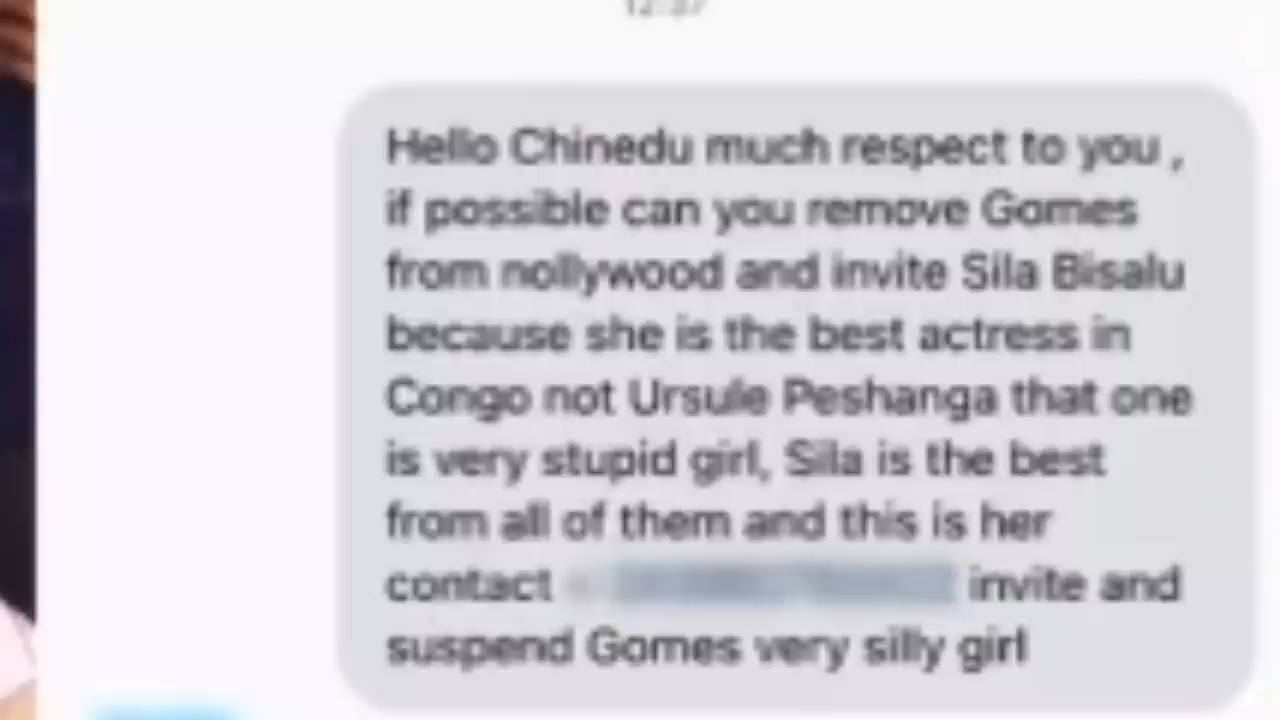 12:37
Hello Chinedu much respect to you ,
if possible can you remove Gomes
from nollywood and invite Sila Bisalu
because she is the best actress in
Congo not Ursule Peshanga that one
is very stupid girl, Sila is the best
from all of them and this is her
contact invite and
suspend Gomes very silly girl